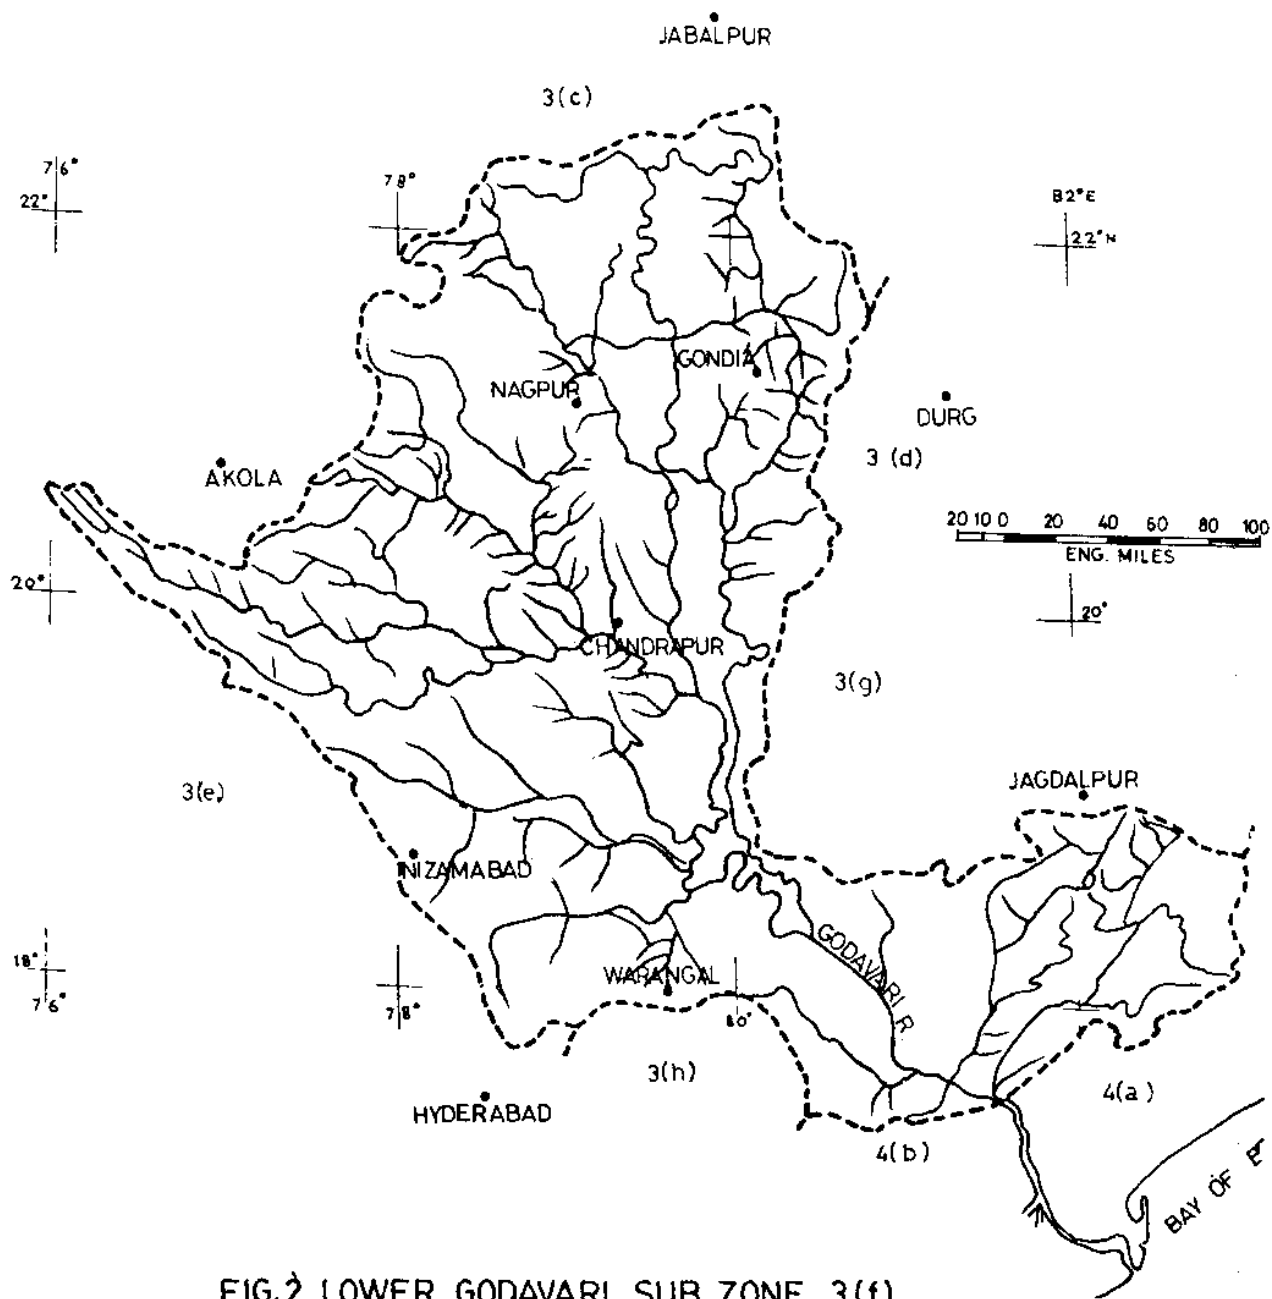 JABALPUR
3(c)
76°
22°
78°
82°E
22°N
GONDIA
NAGPUR
DURG
3(d)
AKOLA
20 10 0 20 40 60 80 100
ENG. MILES
20°
20°
CHANDRAPUR
3(g)
JAGDALPUR
3(e)
NIZAMABAD
GODAVARI R
18°
76°
78°
WARANGAL
80°
3(h)
HYDERABAD
4(a)
4(b)
BAY OF
FIG.2 LOWER GODAVARI SUB ZONE 3(f)